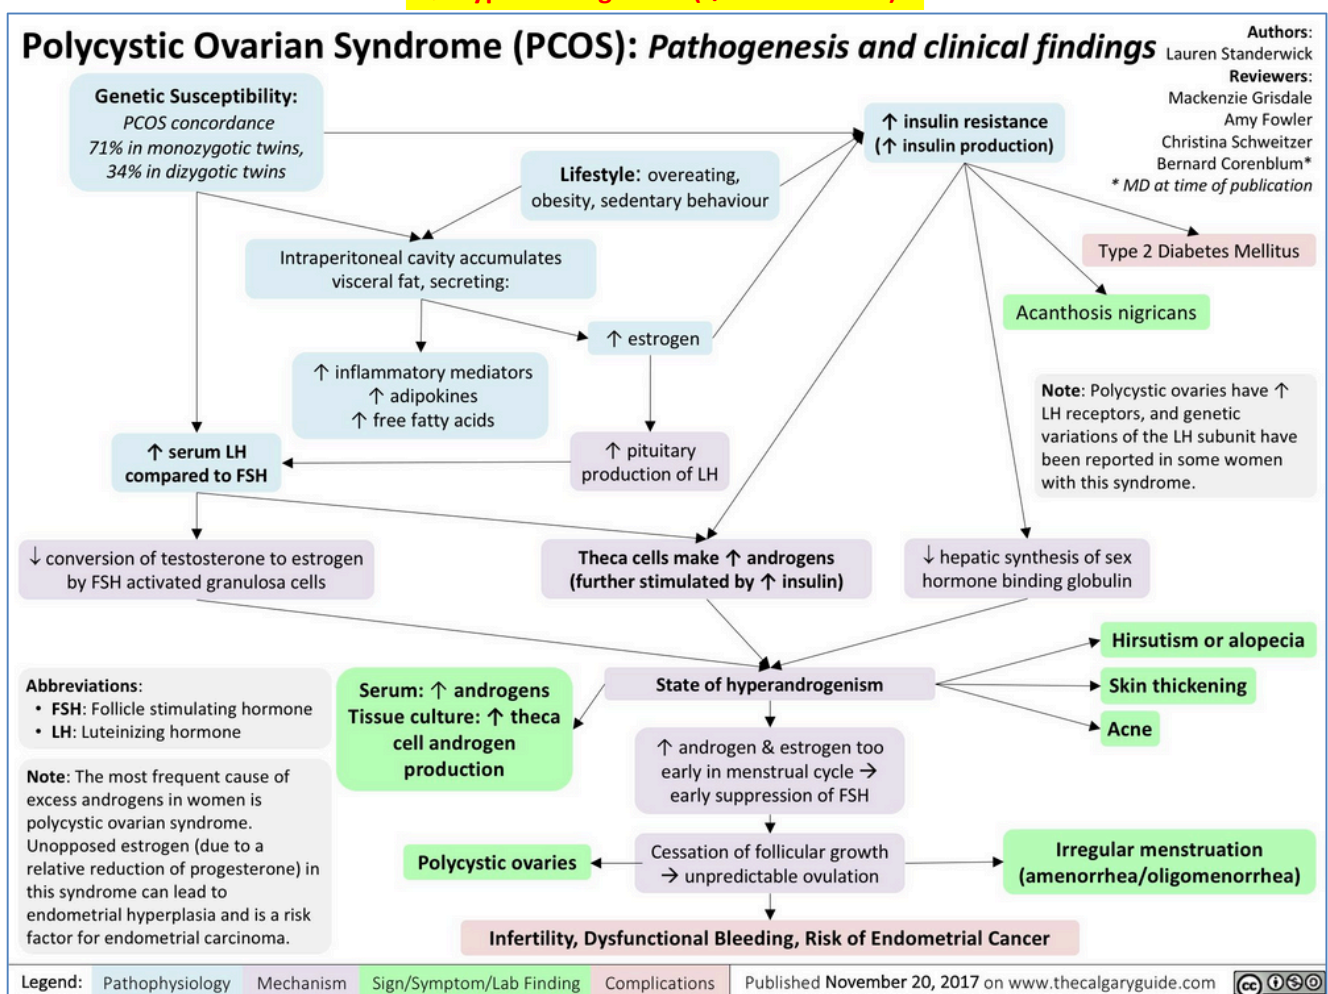 Polycystic Ovarian Syndrome (PCOS): Pathogenesis and clinical findings
Authors:
Lauren Standerwick
Reviewers:
Mackenzie Grisdale
Amy Fowler
Christina Schweitzer
Bernard Corenblum*
* MD at time of publication
Genetic Susceptibility:
PCOS concordance
71% in monozygotic twins,
34% in dizygotic twins
↑ insulin resistance
(↑ insulin production)
Lifestyle: overeating,
obesity, sedentary behaviour
Intraperitoneal cavity accumulates
visceral fat, secreting:
Type 2 Diabetes Mellitus
Acanthosis nigricans
↑ estrogen
↑ inflammatory mediators
↑ adipokines
↑ free fatty acids
Note: Polycystic ovaries have ↑
LH receptors, and genetic
variations of the LH subunit have
been reported in some women
with this syndrome.
↑ serum LH
compared to FSH
↑ pituitary
production of LH
↓ conversion of testosterone to estrogen
by FSH activated granulosa cells
Theca cells make ↑ androgens
(further stimulated by ↑ insulin)
↓ hepatic synthesis of sex
hormone binding globulin
Abbreviations:
• FSH: Follicle stimulating hormone
• LH: Luteinizing hormone
Serum: ↑ androgens
Tissue culture: ↑ theca
cell androgen
production
State of hyperandrogenism
Hirsutism or alopecia
Skin thickening
Acne
Note: The most frequent cause of
excess androgens in women is
polycystic ovarian syndrome.
Unopposed estrogen (due to a
relative reduction of progesterone) in
this syndrome can lead to
endometrial hyperplasia and is a risk
factor for endometrial carcinoma.
↑ androgen & estrogen too
early in menstrual cycle →
early suppression of FSH
Polycystic ovaries
Cessation of follicular growth
→ unpredictable ovulation
Irregular menstruation
(amenorrhea/oligomenorrhea)
Infertility, Dysfunctional Bleeding, Risk of Endometrial Cancer
Legend: Pathophysiology Mechanism Sign/Symptom/Lab Finding Complications Published November 20, 2017 on www.thecalgaryguide.com
cc